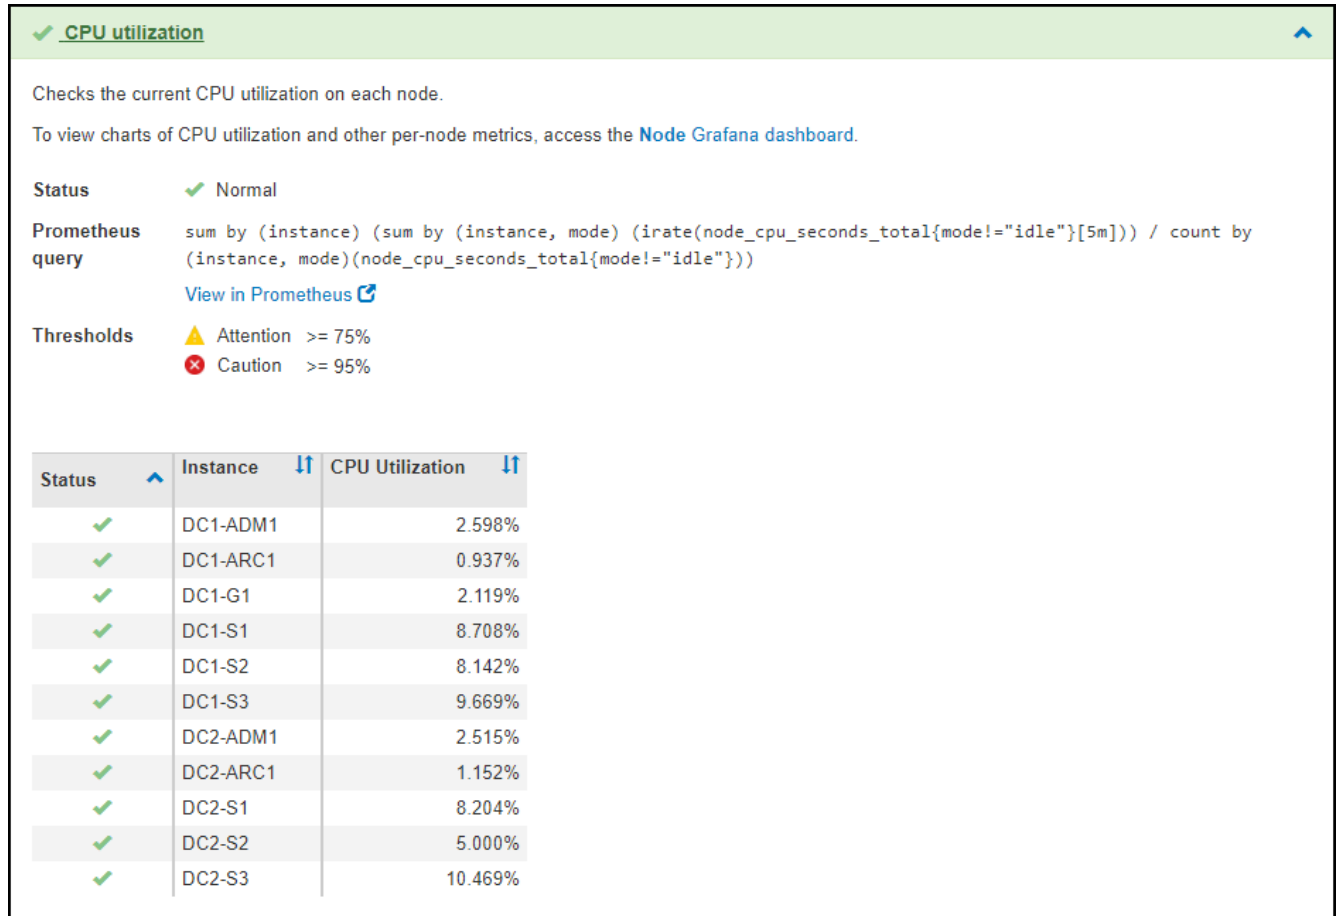 CPU utilization
Checks the current CPU utilization on each node.
To view charts of CPU utilization and other per-node metrics, access the Node Grafana dashboard.
Status Normal
Prometheus query sum by (instance) (sum by (instance, mode) (irate(node_cpu_seconds_total{mode!="idle"}[5m])) / count by
(instance, mode)(node_cpu_seconds_total{mode!="idle"}))
View in Prometheus
Thresholds Attention >= 75%
Caution >= 95%
Status Instance CPU Utilization
DC1-ADM1 2.598%
DC1-ARC1 0.937%
DC1-G1 2.119%
DC1-S1 8.708%
DC1-S2 8.142%
DC1-S3 9.669%
DC2-ADM1 2.515%
DC2-ARC1 1.152%
DC2-S1 8.204%
DC2-S2 5.000%
DC2-S3 10.469%